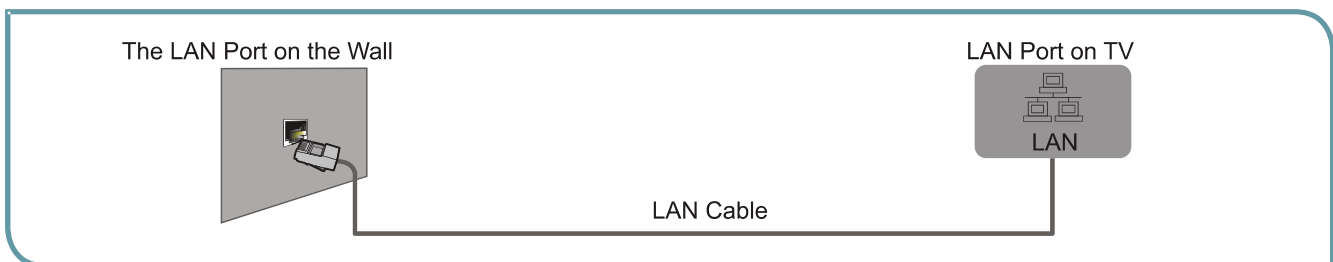 The LAN Port on the Wall
LAN Port on TV
LAN
LAN Cable